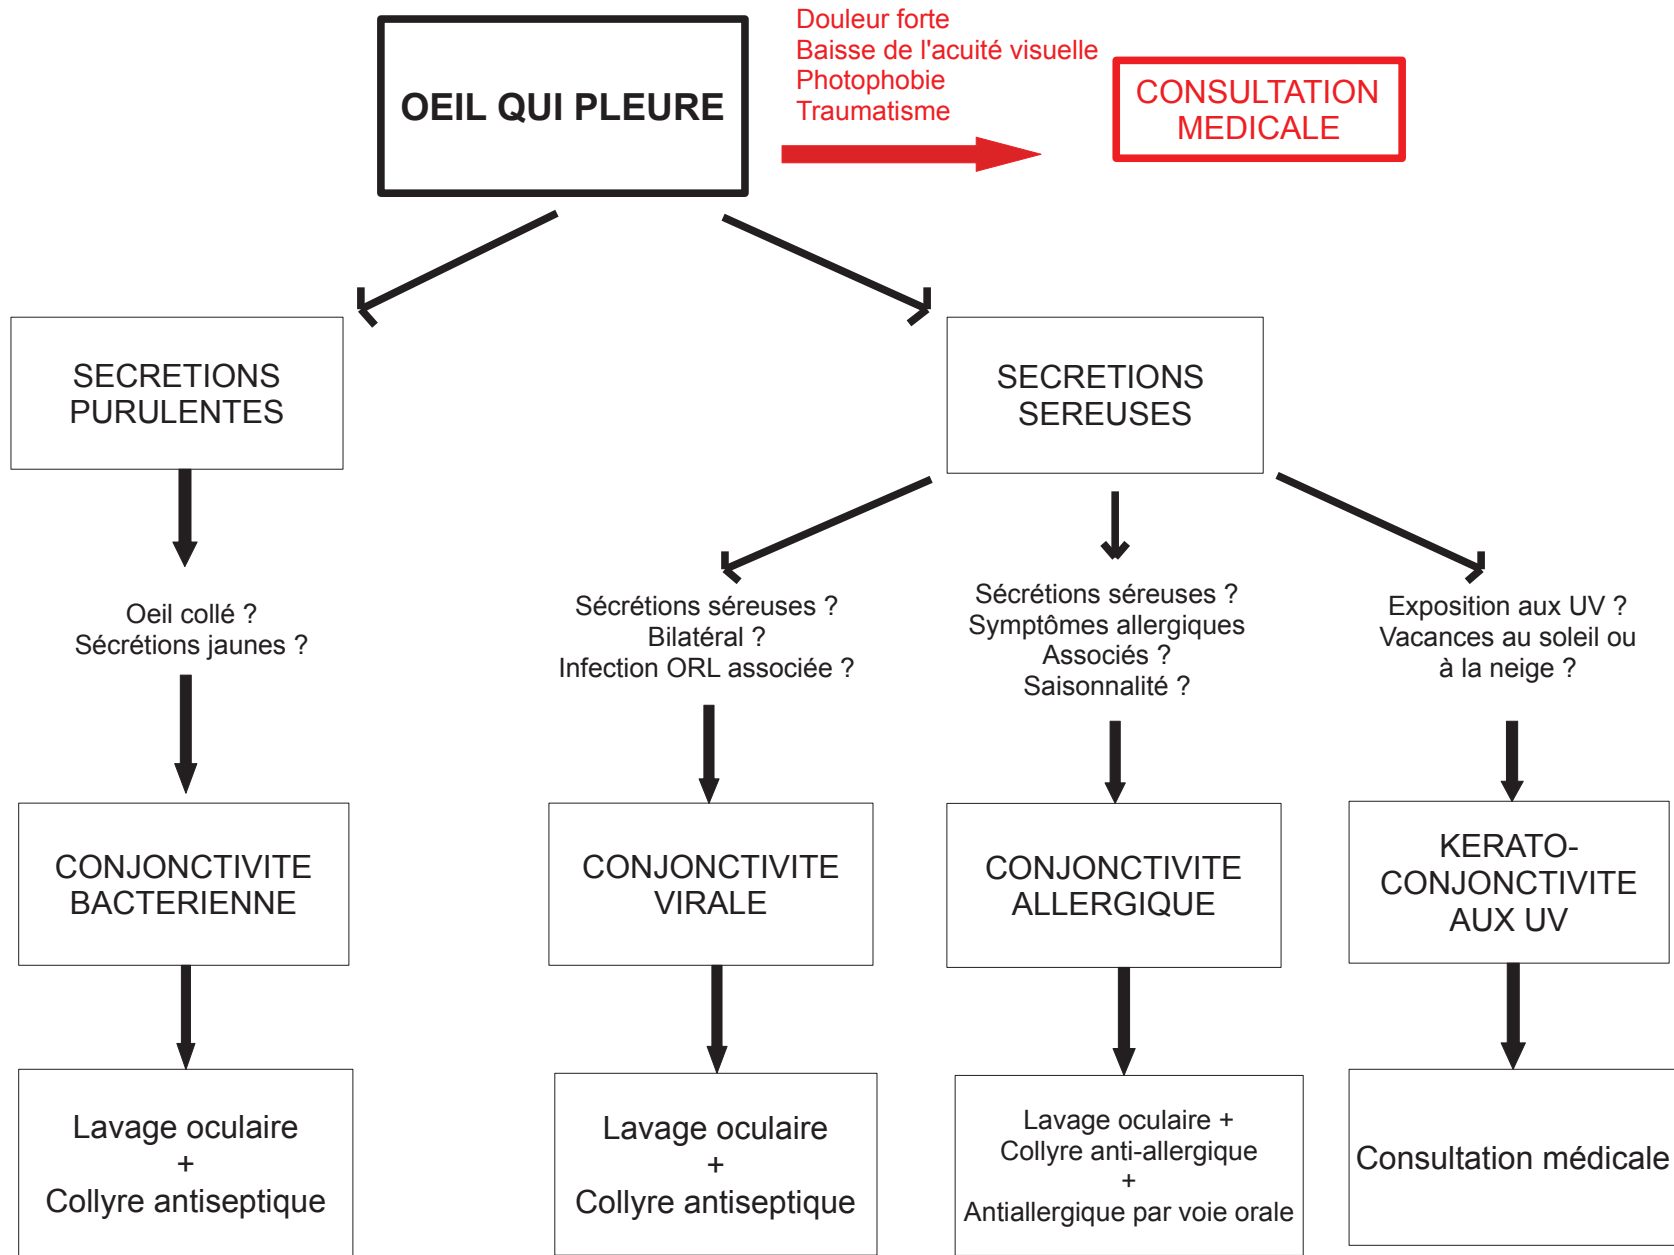 OEIL QUI PLEURE
Douleur forte
Baisse de l'acuité visuelle
Photophobie
Traumatisme
CONSULTATION
MEDICALE
SECRETIONS
PURULENTES
SECRETIONS
SEREUSES
Oeil collé ?
Sécrétions jaunes ?
Sécrétions séreuses ?
Bilatéral ?
Infection ORL associée ?
Sécrétions séreuses ?
Symptômes allergiques
Associés ?
Saisonnalité ?
Exposition aux UV ?
Vacances au soleil ou
à la neige ?
CONJONCTIVITE
BACTERIENNE
CONJONCTIVITE
VIRALE
CONJONCTIVITE
ALLERGIQUE
KERATO-
CONJONCTIVITE
AUX UV
Lavage oculaire
+
Collyre antiseptique
Lavage oculaire
+
Collyre antiseptique
Lavage oculaire +
Collyre anti-allergique
+
Antiallergique par voie orale
Consultation médicale